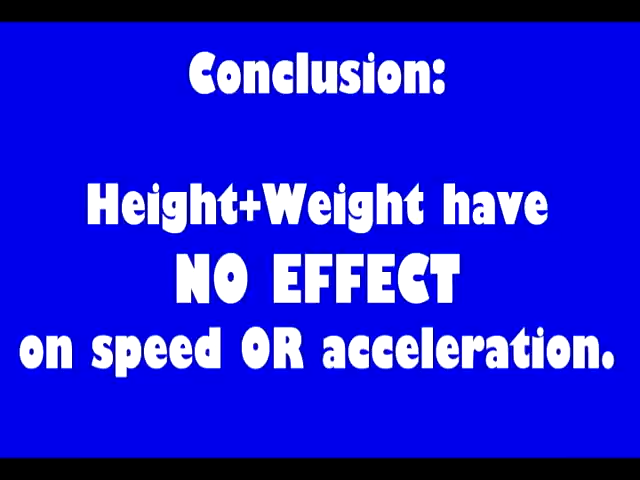 Conclusion:
Height+Weight have
NO EFFECT
on speed OR acceleration.